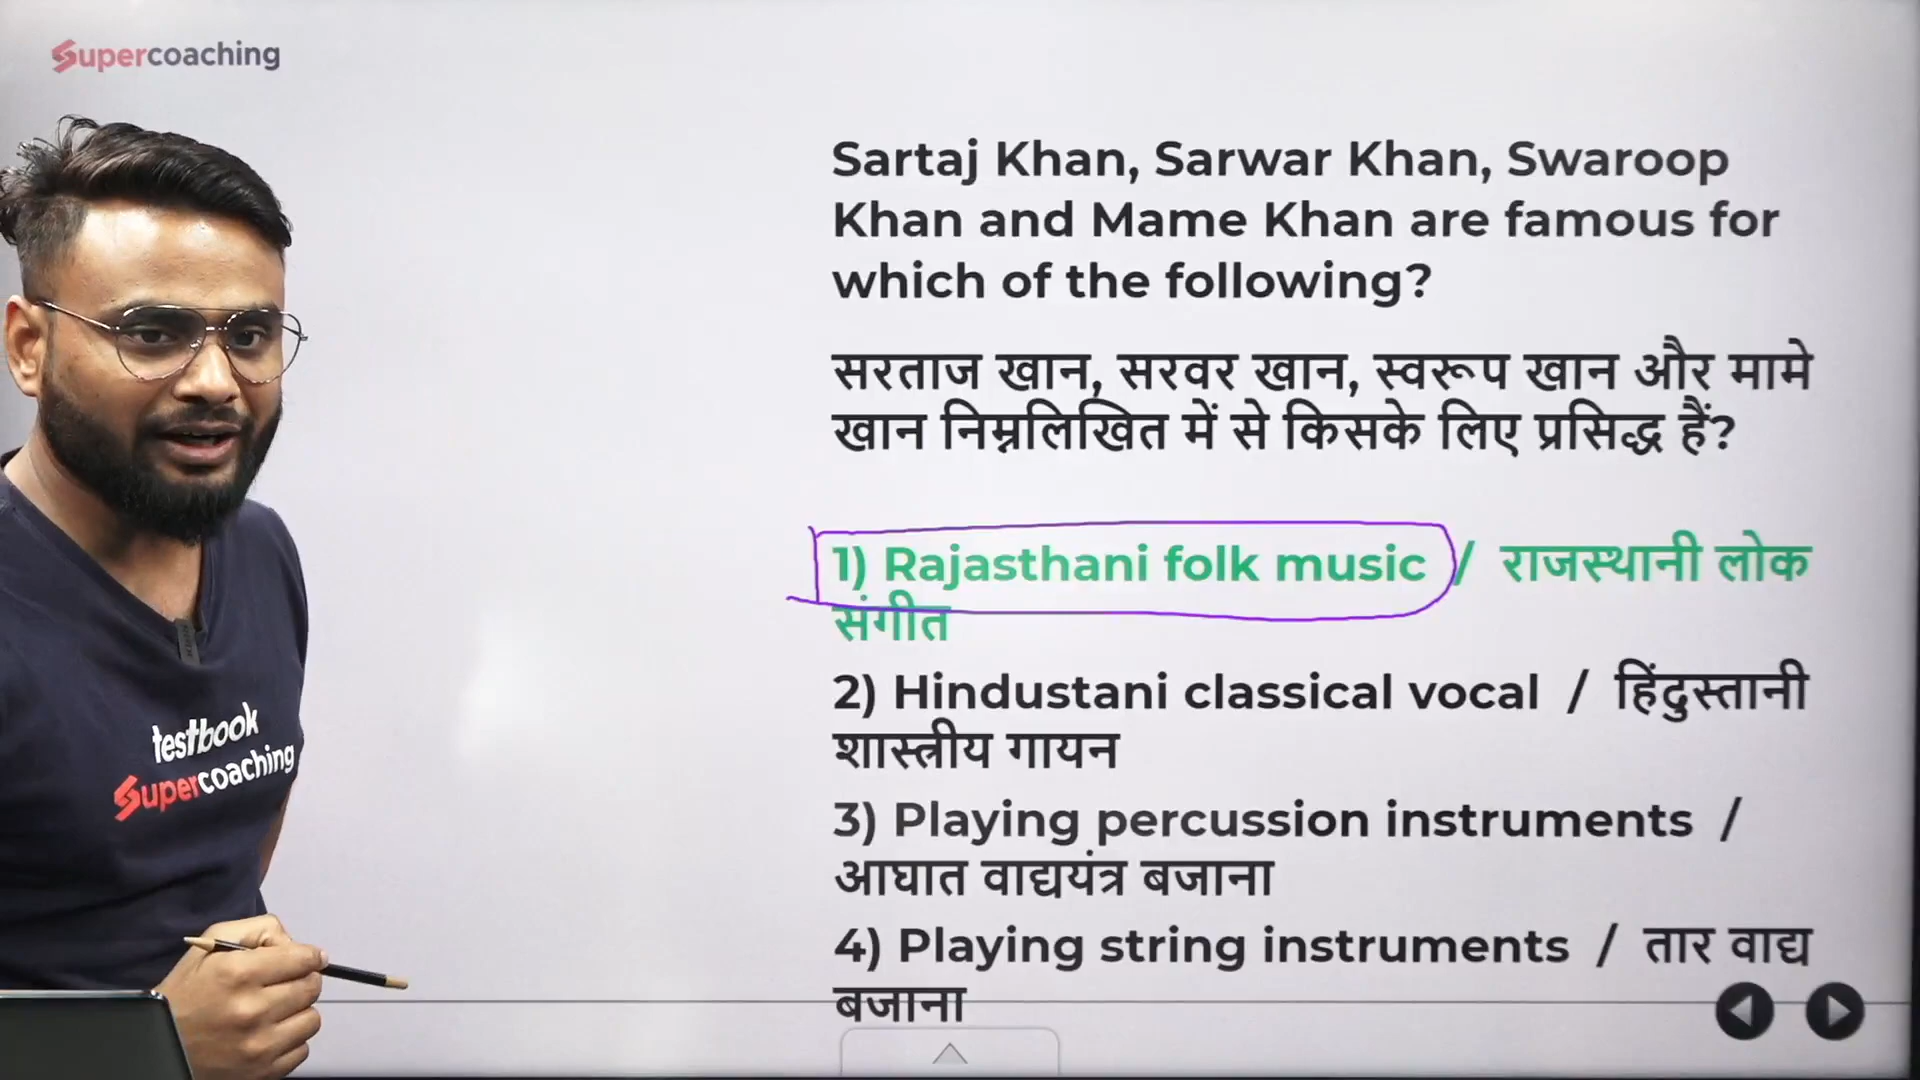 Supercoaching
Sartaj Khan, Sarwar Khan, Swaroop
Khan and Mame Khan are famous for
which of the following?
सरताज खान, सरवर खान, स्वरूप खान और मामे
खान निम्नलिखित में से किसके लिए प्रसिद्ध हैं?
1) Rajasthani folk music / राजस्थानी लोक
संगीत
2) Hindustani classical vocal / हिंदुस्तानी
शास्त्रीय गायन
3) Playing percussion instruments /
आघात वाद्ययंत्र बजाना
4) Playing string instruments / तार वाद्य
बजाना
testbook
Supercoaching